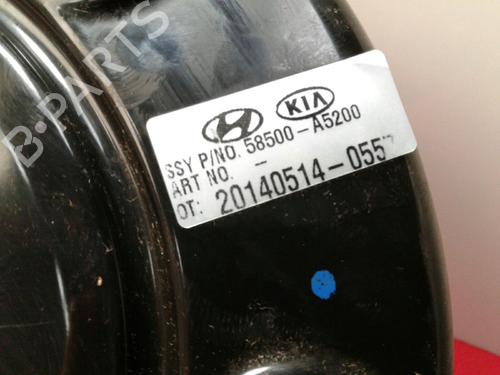 B-PARTS
KIA
SSY P/NO. 58500-A5200
ART NO. -
OT: 20140514-055